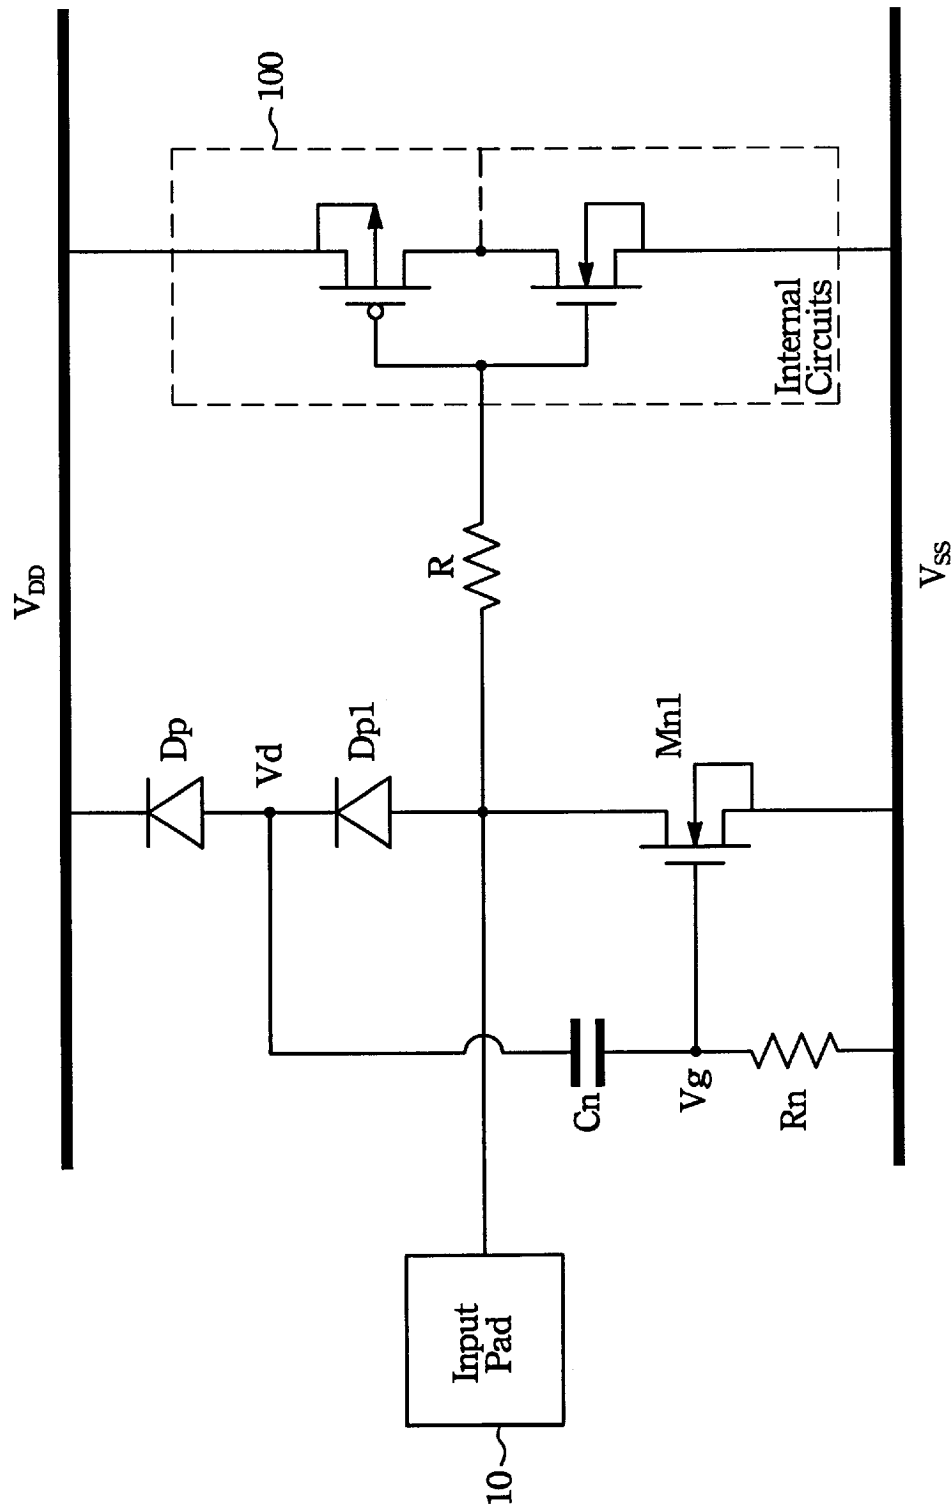 V_DD
Dp
Vd
Dp1
R
100
Internal
Circuits
Input
Pad
10
Cn
Vg
Rn
Mn1
V_SS